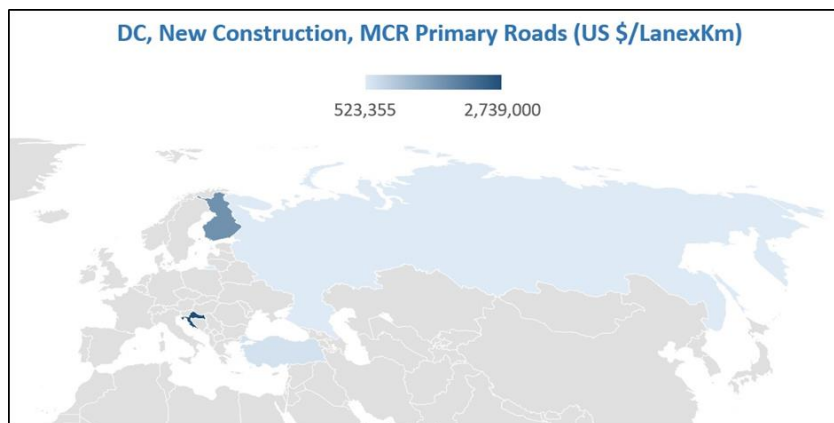 DC, New Construction, MCR Primary Roads (US $/LanexKm)
523,355 2,739,000